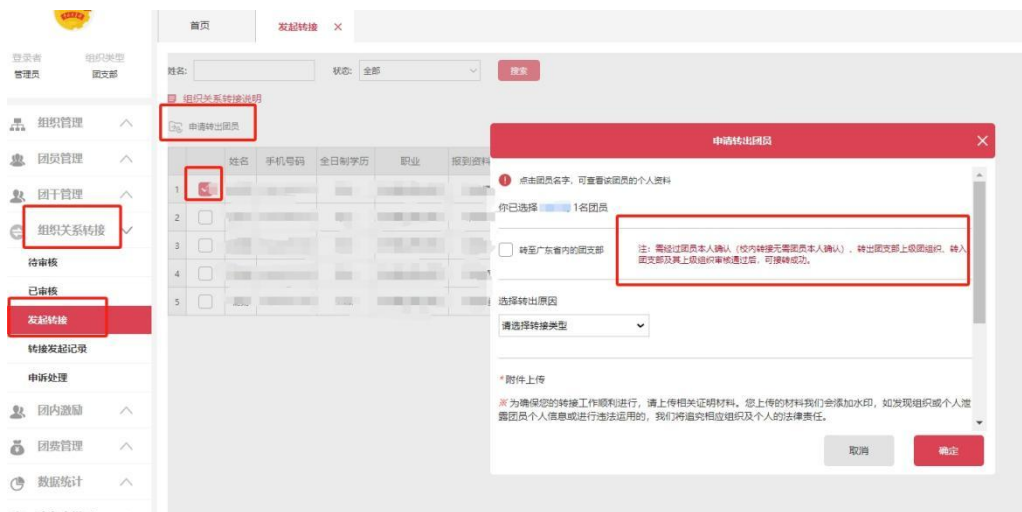 首页
发起转接 ×
登录者 组织类型
管理员 团支部
姓名:
状态: 全部
搜索
组织关系转接说明
申请转出团员
组织管理
团员管理
团干管理
组织关系转接
待审核
已审核
发起转接
转接发起记录
申诉处理
团内激励
团费管理
数据统计
姓名 手机号码 全日制学历 职业 报到资料
1
2
3
4
5
申请转出团员
点击团员名字，可查看该团员的个人资料
你已选择 1名团员
转至广东省内的团支部
注：需经过团员本人确认（校内转接无需团员本人确认）、转出团支部上级团组织、转入
团支部及其上级组织审核通过后，可接转成功。
选择转出原因
请选择转接类型
*附件上传
※为确保您的转接工作顺利进行，请上传相关证明材料。您上传的材料我们会添加水印，如发现组织或个人泄
露团员个人信息或进行违法运用的，我们将追究相应组织及个人的法律责任。
取消
确定